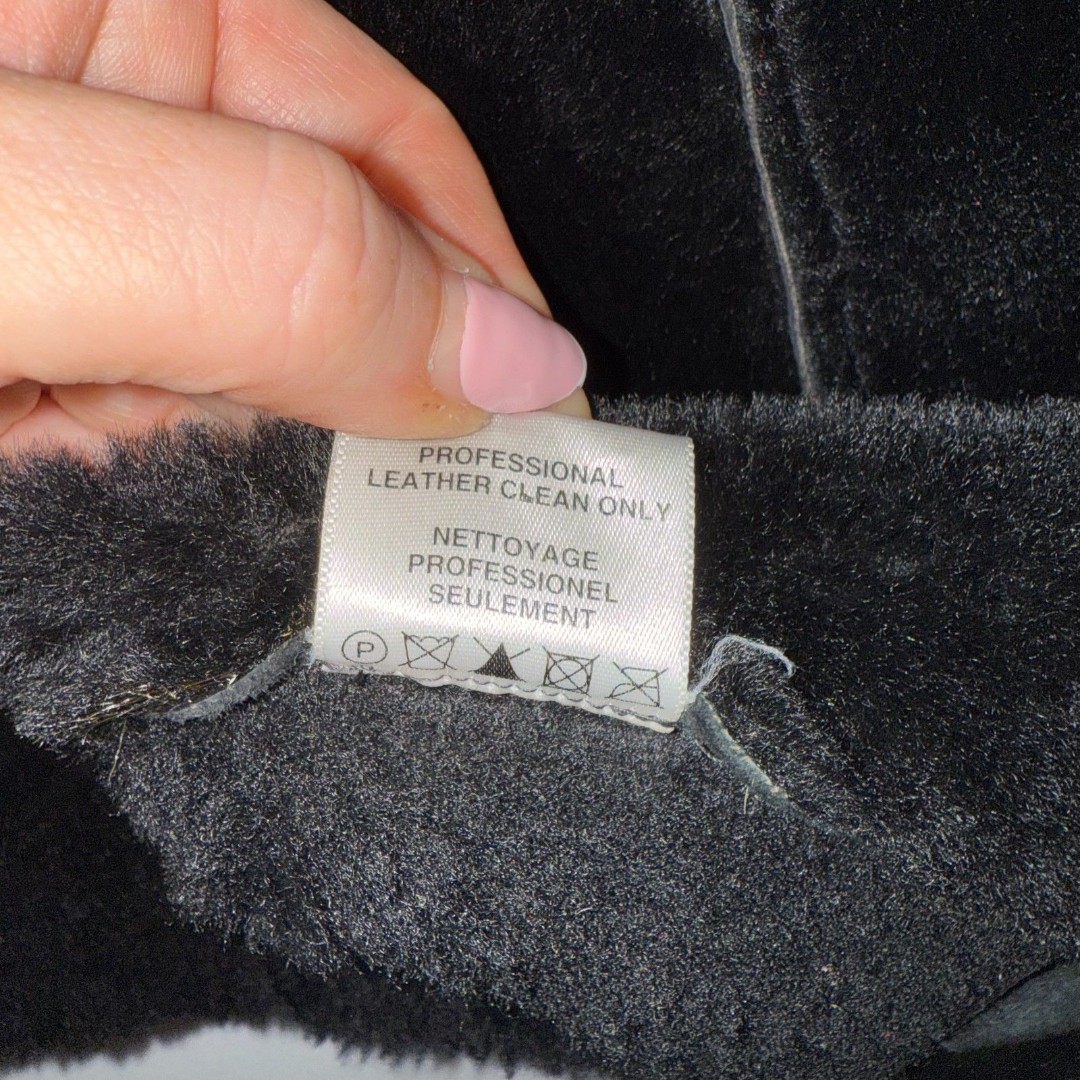 PROFESSIONAL
LEATHER CLEAN ONLY
NETTOYAGE
PROFESSIONEL
SEULEMENT
P